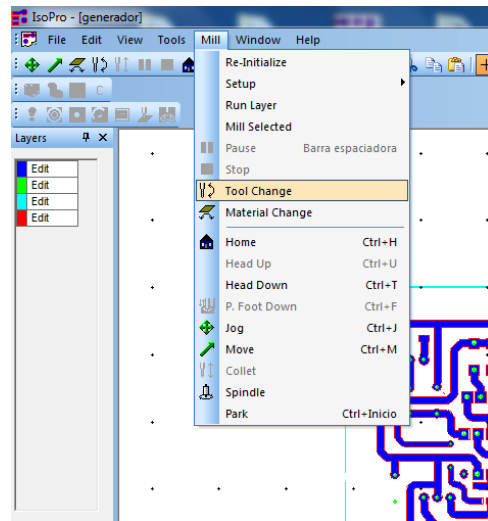 IsoPro - [generador]
File Edit View Tools Mill Window Help
Re-Initialize
Setup
Run Layer
Mill Selected
Pause Barra espaciadora
Stop
Tool Change
Material Change
Home Ctrl+H
Head Up Ctrl+U
Head Down Ctrl+T
P. Foot Down Ctrl+F
Jog Ctrl+J
Move Ctrl+M
Collet
Spindle
Park Ctrl+Inicio
Layers
Edit
Edit
Edit
Edit